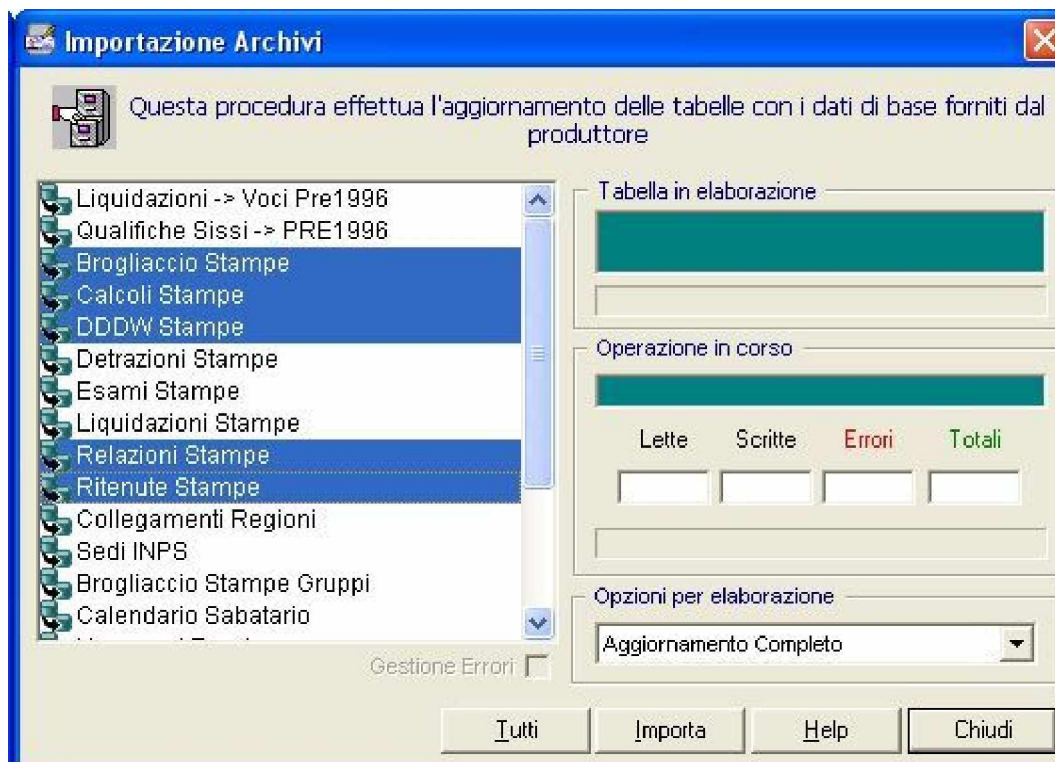 Importazione Archivi
Questa procedura effettua l'aggiornamento delle tabelle con i dati di base forniti dal
produttore
Liquidazioni -> Voci Pre1996
Qualifiche Sissi -> PRE1996
Brogliaccio Stampe
Calcoli Stampe
DDDW Stampe
Detrazioni Stampe
Esami Stampe
Liquidazioni Stampe
Relazioni Stampe
Ritenute Stampe
Collegamenti Regioni
Sedi INPS
Brogliaccio Stampe Gruppi
Calendario Sabatario
Gestione Errori
Tabella in elaborazione
Operazione in corso
Lette Scritte Errori Totali
Opzioni per elaborazione
Aggiornamento Completo
Tutti Importa Help Chiudi